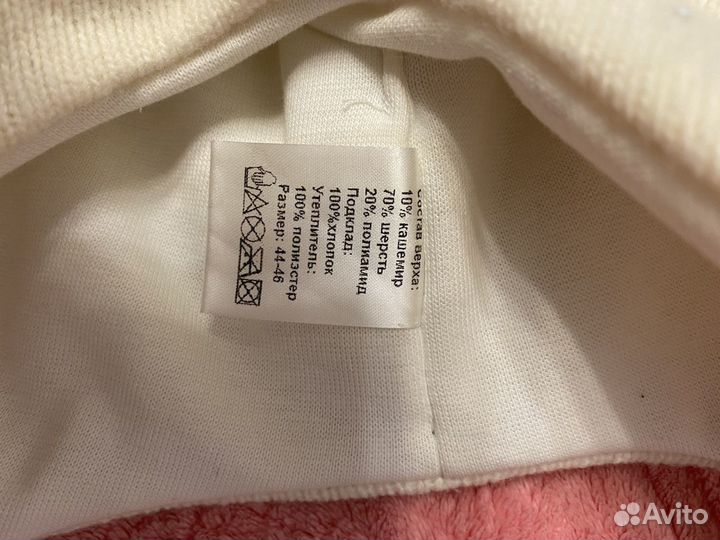 Состав верха:
10% кашемир
70% шерсть
20% полиамид
Подклад:
100%хлопок
Утеплитель:
100% полиэстер
Размер: 44-46
Avito